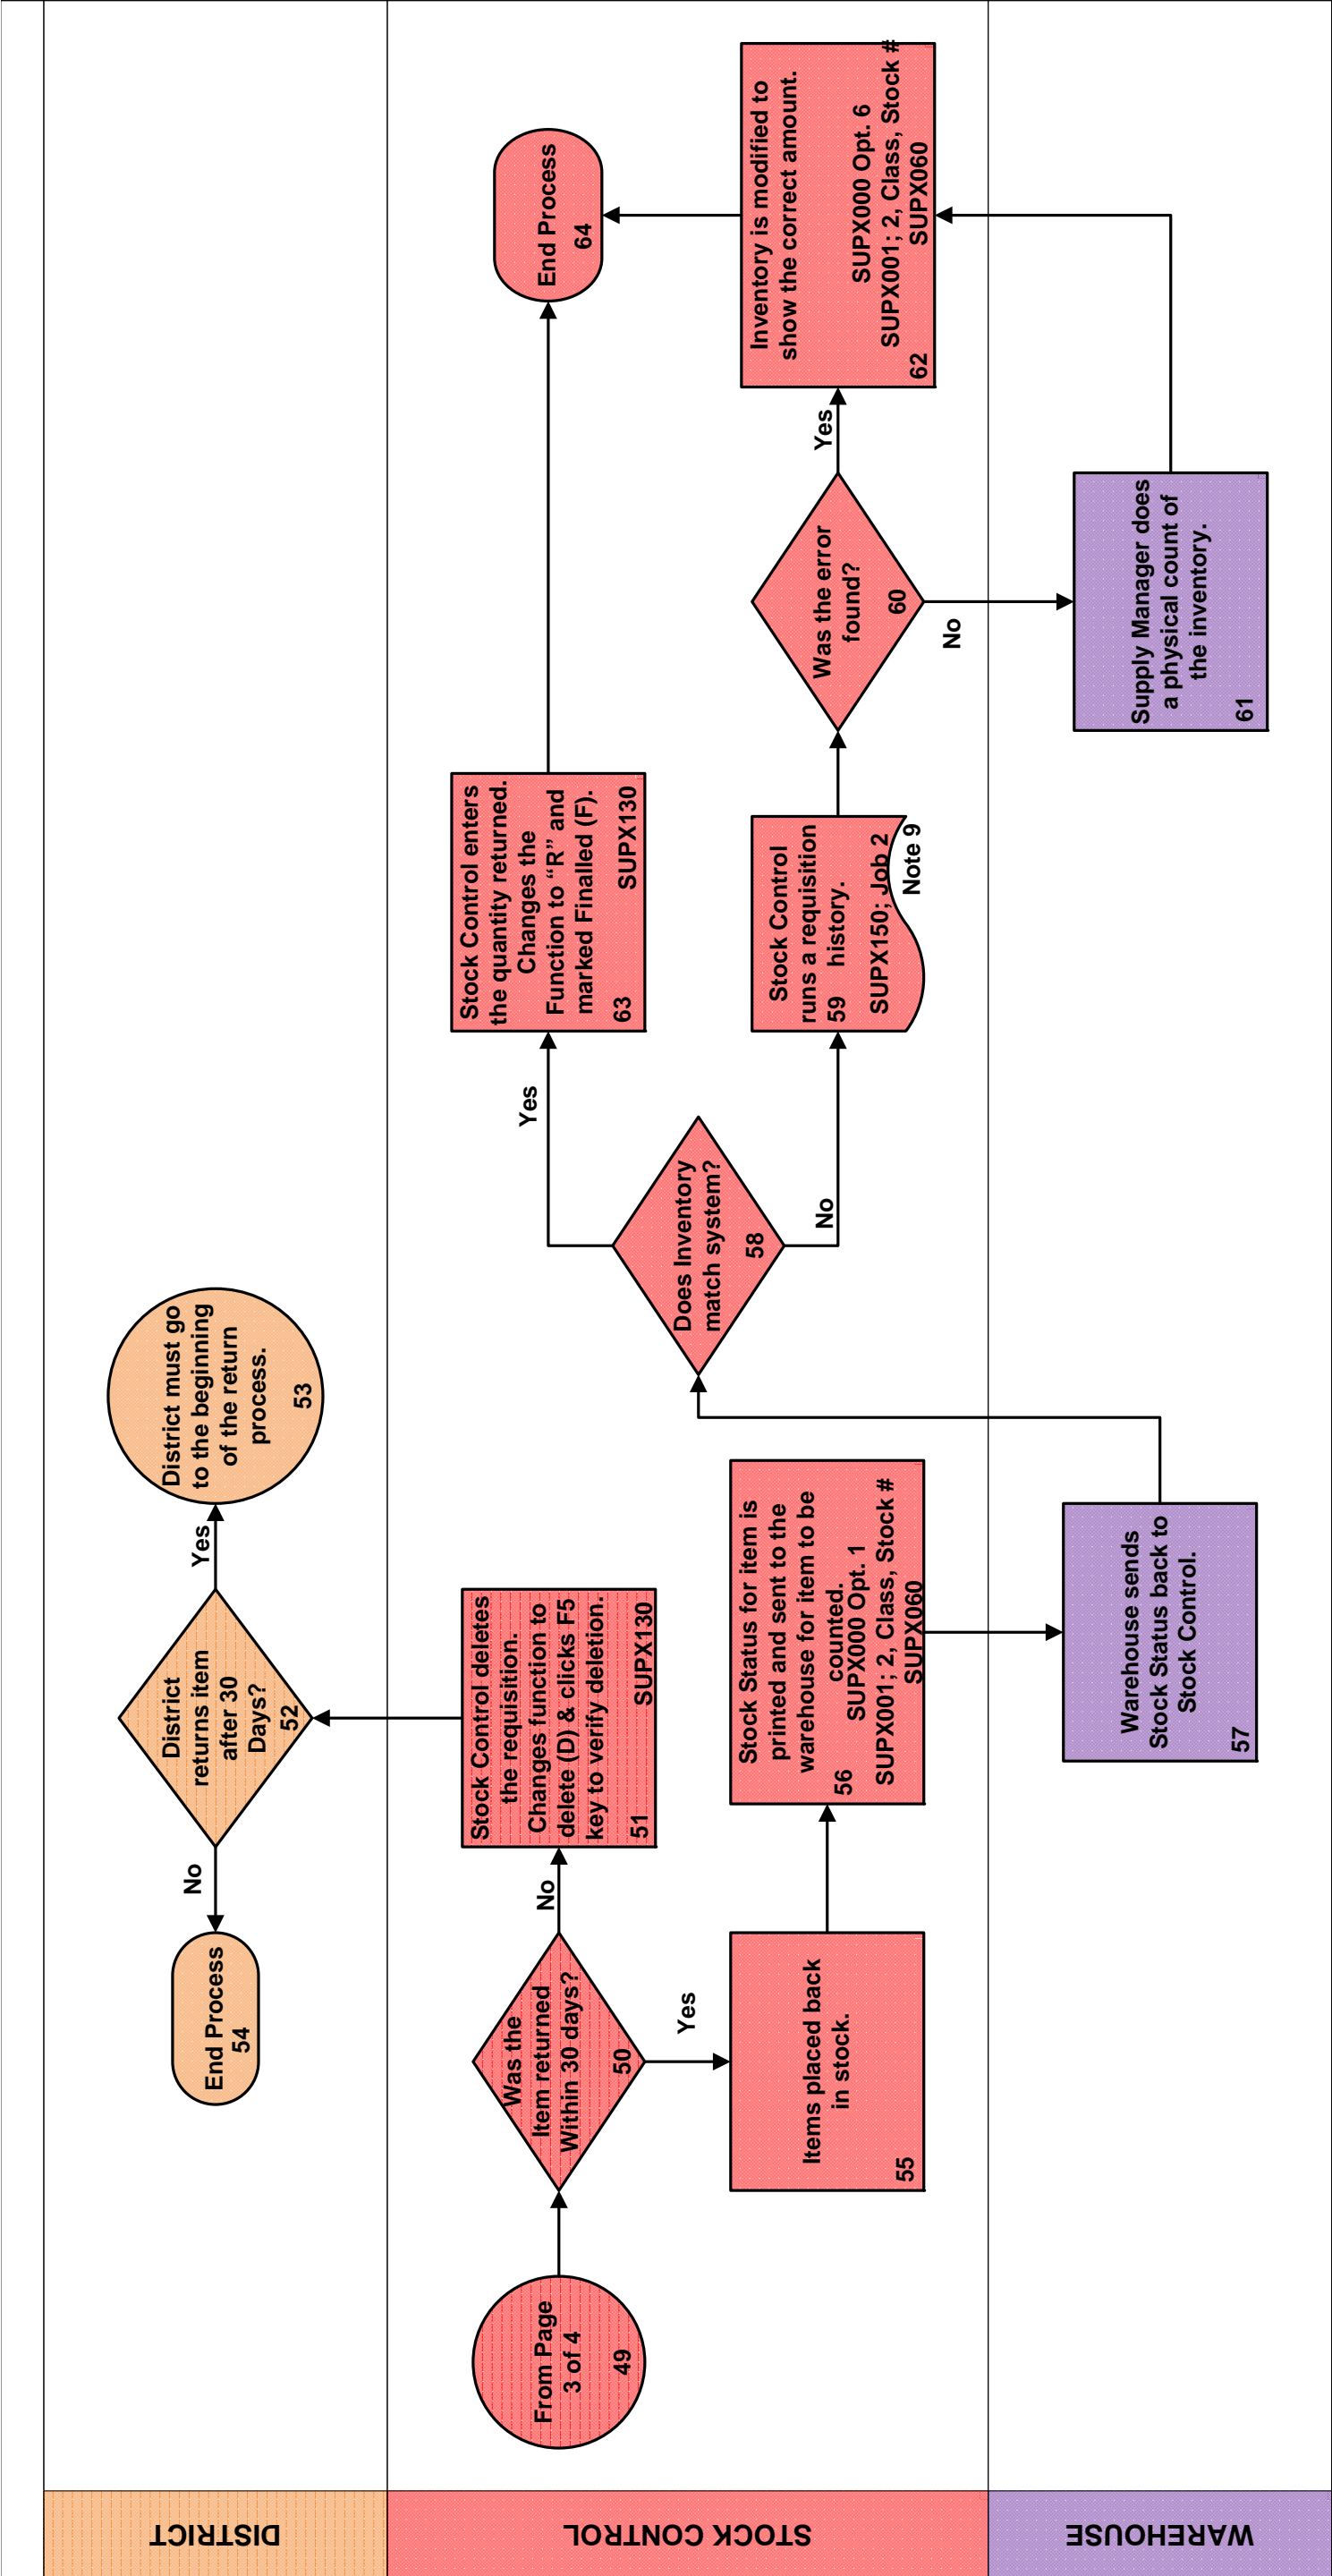 DISTRICT
End Process
54
No
District
returns item
after 30
Days?
52
Yes
District must go
to the beginning
of the return
process.
53
STOCK CONTROL
From Page
3 of 4
49
Was the
Item returned
Within 30 days?
50
No
Yes
Stock Control deletes
the requisition.
Changes function to
delete (D) & clicks F5
key to verify deletion.
51
SUPX130
Items placed back
in stock.
55
Stock Status for item is
printed and sent to the
warehouse for item to be
counted.
56
SUPX000 Opt. 1
SUPX001; 2, Class, Stock #
SUPX060
Does Inventory
match system?
58
Yes
No
Stock Control enters
the quantity returned.
Changes the
Function to “R” and
marked Finalled (F).
63
SUPX130
Stock Control
runs a requisition
59 history.
SUPX150; Job 2
Note 9
Was the error
found?
60
Yes
No
End Process
64
Inventory is modified to
show the correct amount.
SUPX000 Opt. 6
SUPX001; 2, Class, Stock #
62
SUPX060
WAREHOUSE
Warehouse sends
Stock Status back to
Stock Control.
57
Supply Manager does
a physical count of
the inventory.
61